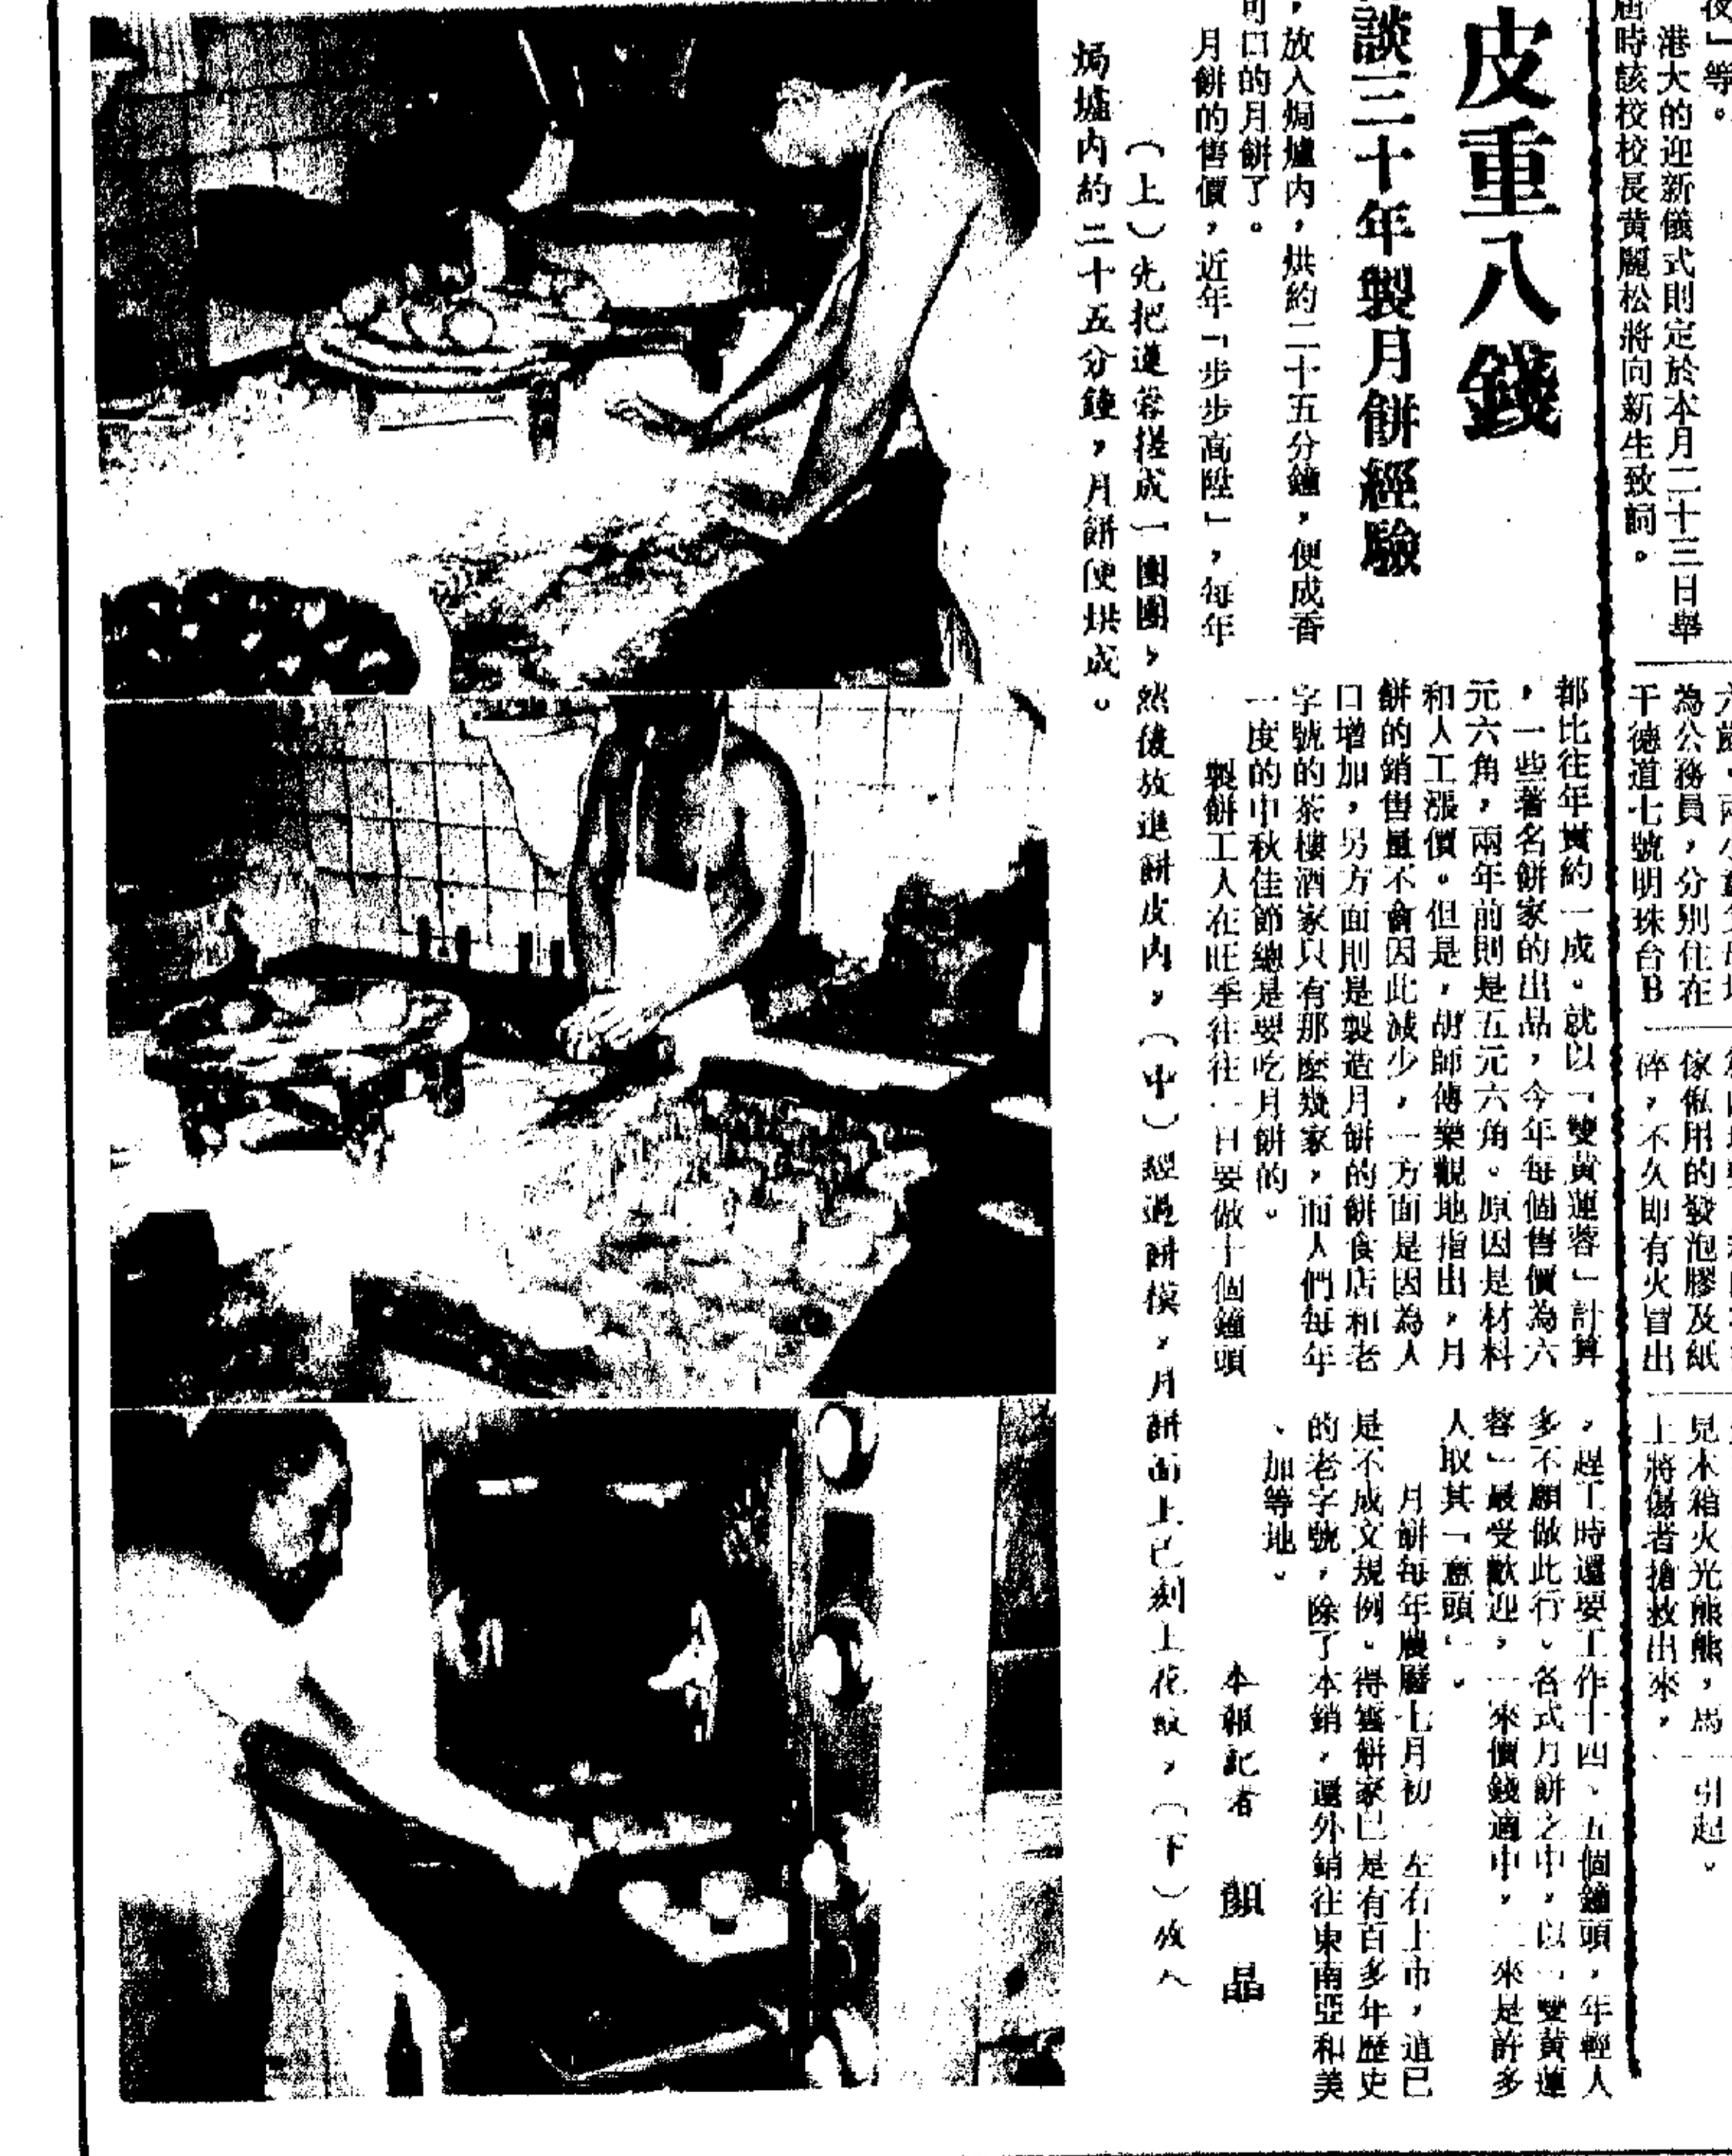 夜」等。
港大的迎新儀式則定於本月二十三日舉
屆時該校校長黃麗松將向新生致詞。
為公務員,分別住在
干德道七號明珠台B
傢俬用的發泡膠及紙
碎,不久即有火冒出
見木箱火光熊熊,馬
上將傷者搶救出來,
引起。
皮重八錢
談三十年製月餅經驗
,放入焗爐內,烘約二十五分鐘,便成香
可口的月餅了。
月餅的售價,近年「步步高陞」,每年
都比往年貴約一成。就以「雙黃蓮蓉」計算
,一些著名餅家的出品,今年每個售價為六
元六角,兩年前則是五元六角。原因是材料
和人工漲價。但是,胡師傅樂觀地指出,月
餅的銷售量不會因此減少,一方面是因為人
口增加,另方面則是製造月餅的餅食店和老
字號的茶樓酒家只有那麼幾家,而人們每年
一度的中秋佳節總是要吃月餅的。
製餅工人在旺季往往一日要做十個鐘頭
,趕工時還要工作十四、五個鐘頭,年輕人
多不願做此行。各式月餅之中,以「雙黃蓮
蓉」最受歡迎,一來價錢適中,二來是許多
人取其「意頭」。
月餅每年農曆七月初一左右上市,這已
是不成文規例。得雲餅家已是有百多年歷史
的老字號,除了本銷,還外銷往東南亞和美
、加等地。
本報記者 顏晶
(上)先把蓮蓉搓成一團團,然後放進餅皮內,(中)經過餅模,月餅面上已刻上花紋,(下)放入
焗爐內約二十五分鐘,月餅便烘成。